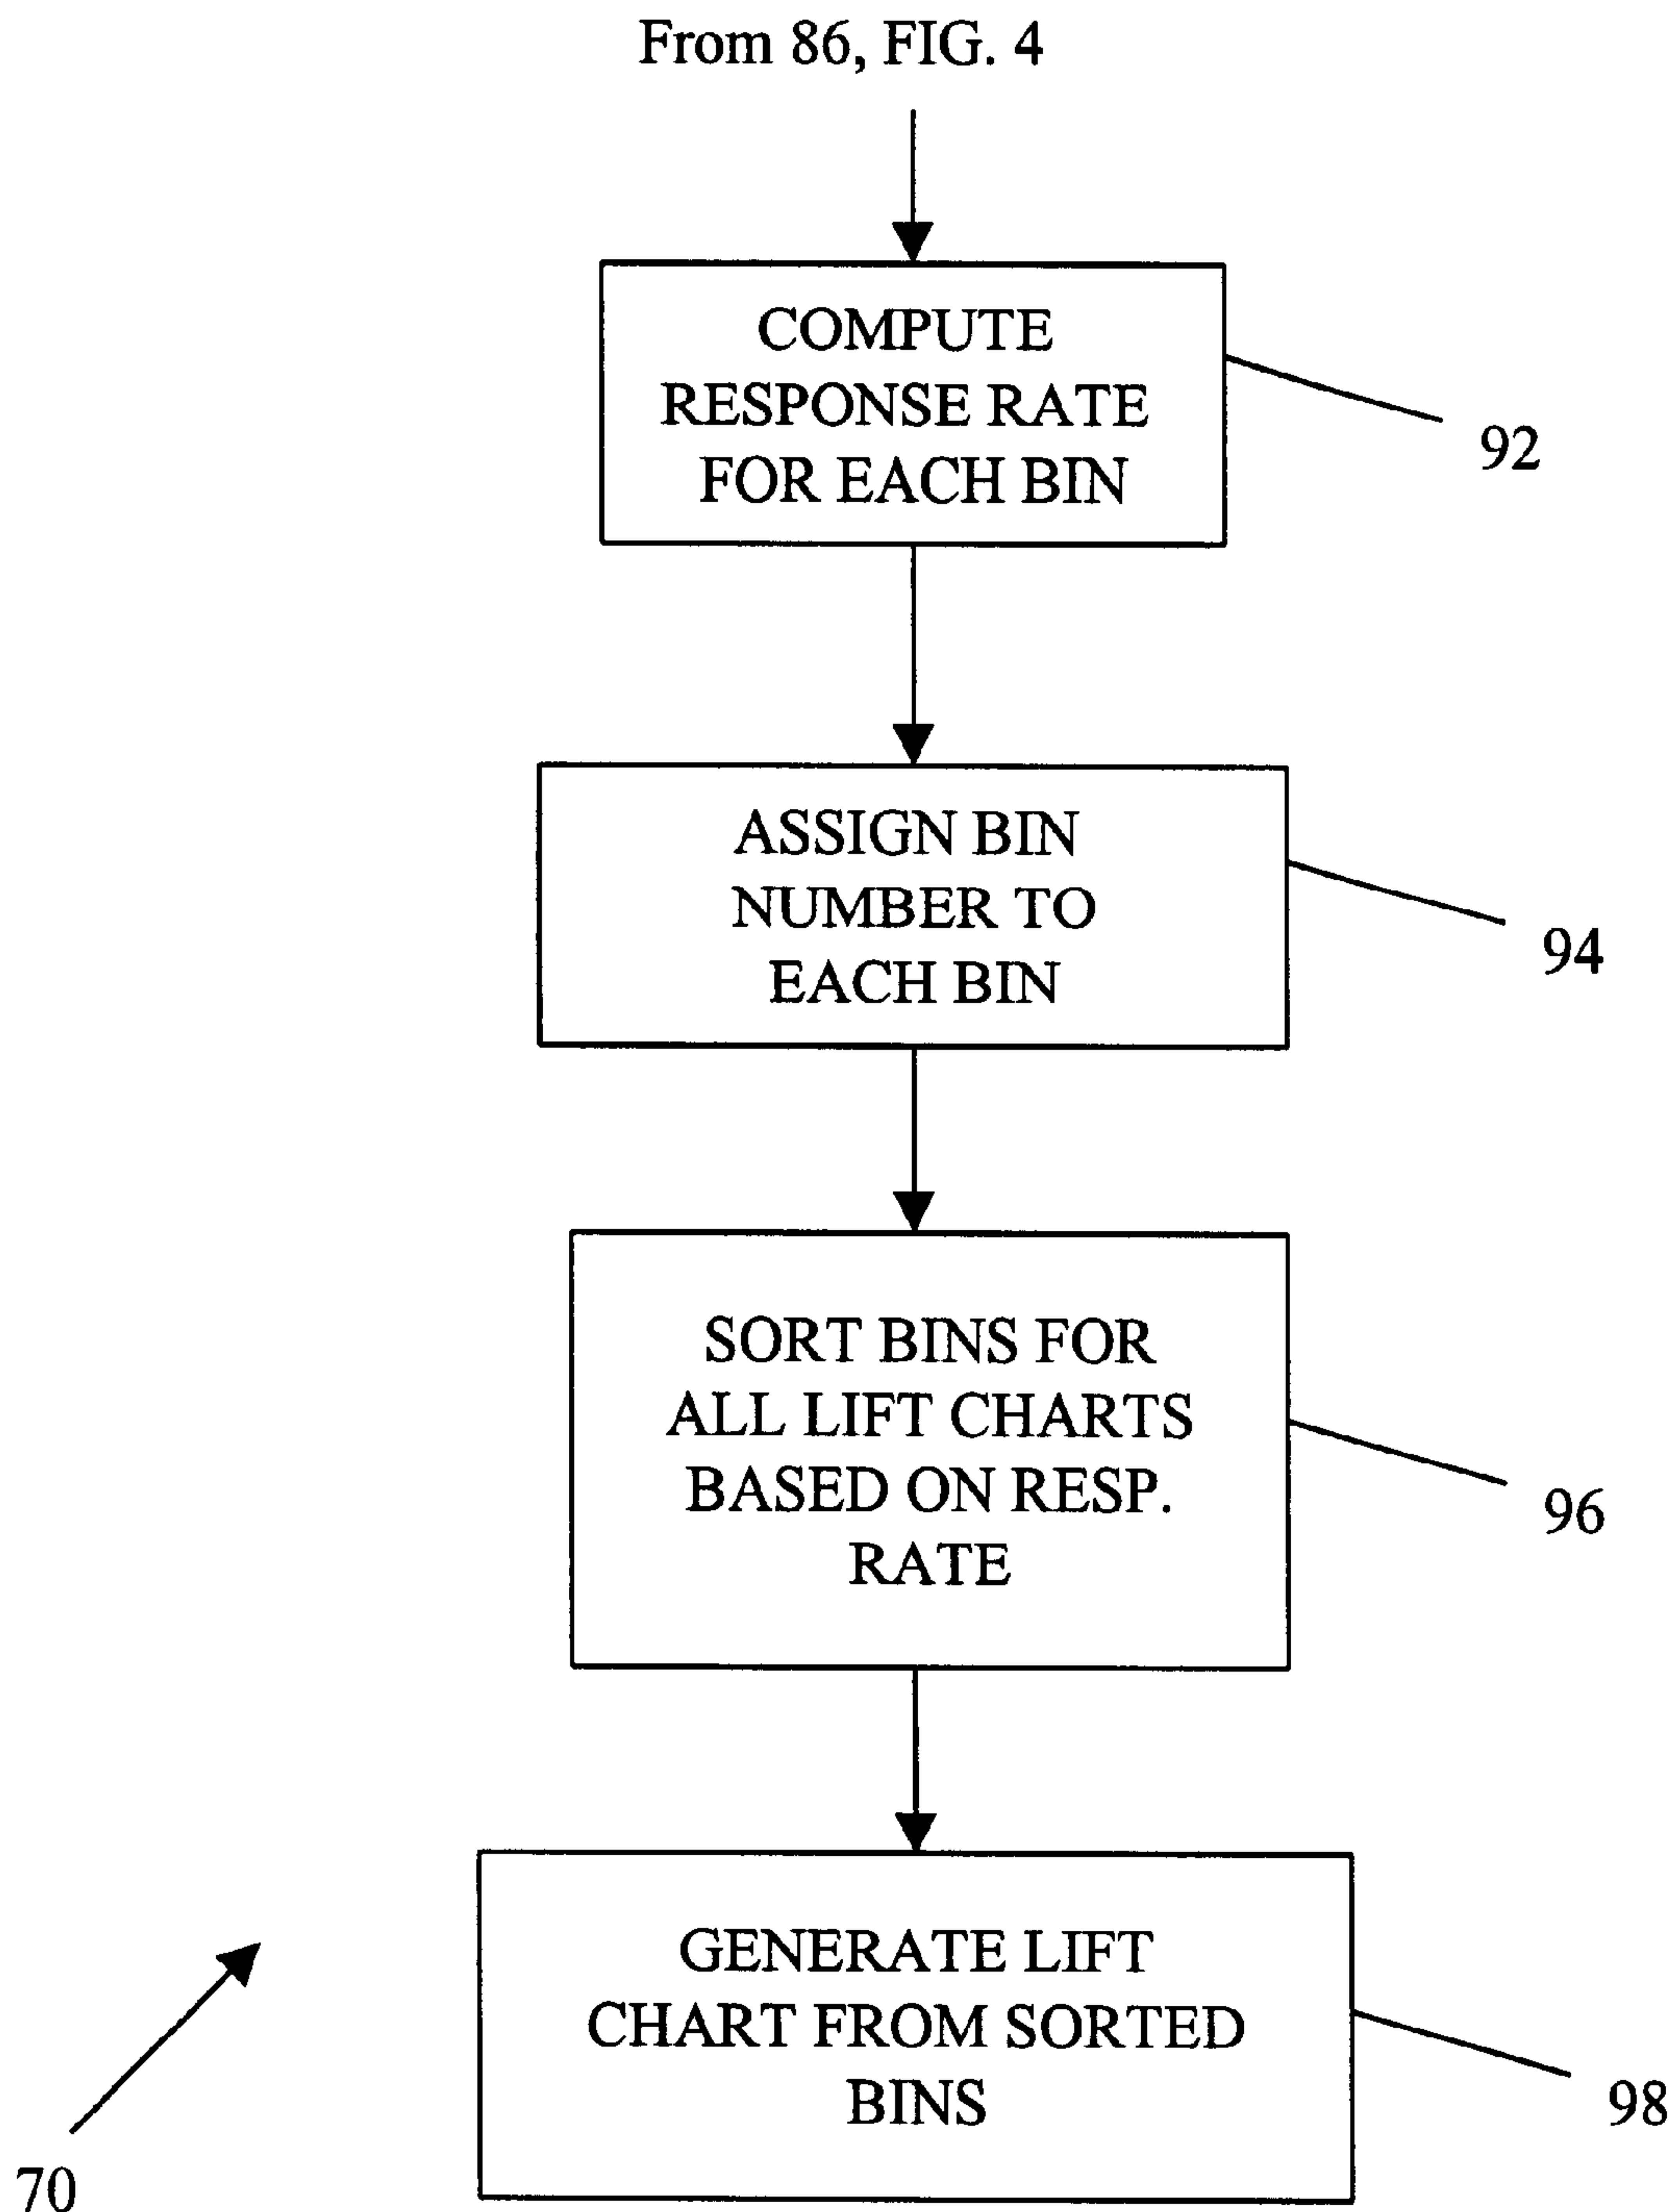 From 86, FIG. 4
COMPUTE
RESPONSE RATE
FOR EACH BIN
92
ASSIGN BIN
NUMBER TO
EACH BIN
94
SORT BINS FOR
ALL LIFT CHARTS
BASED ON RESP.
RATE
96
GENERATE LIFT
CHART FROM SORTED
BINS
98
70